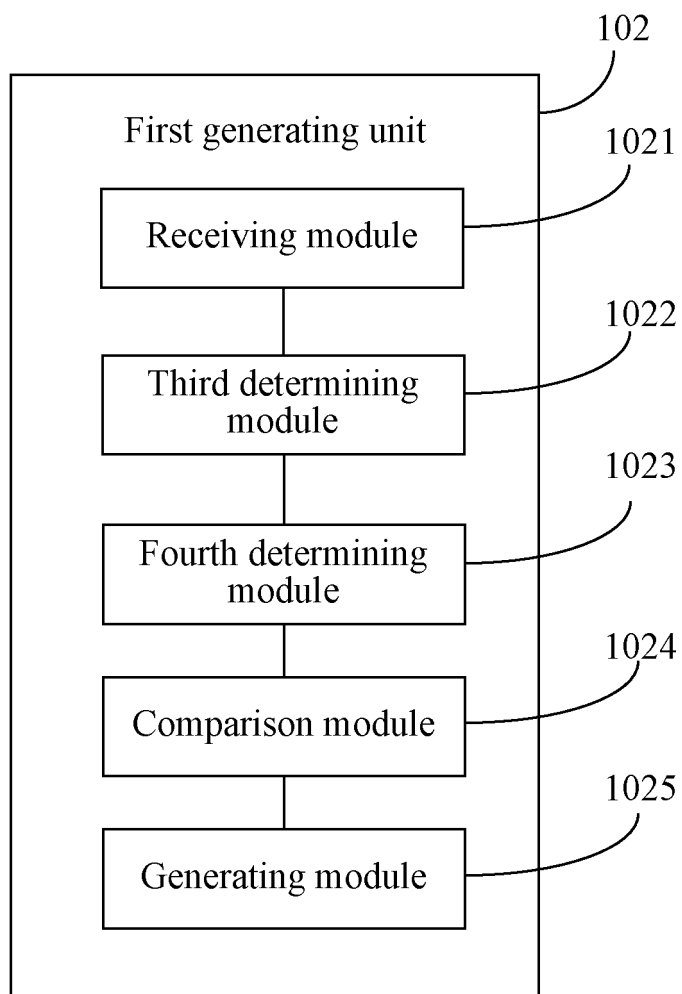 102
First generating unit
1021
Receiving module
1022
Third determining
module
1023
Fourth determining
module
1024
Comparison module
1025
Generating module